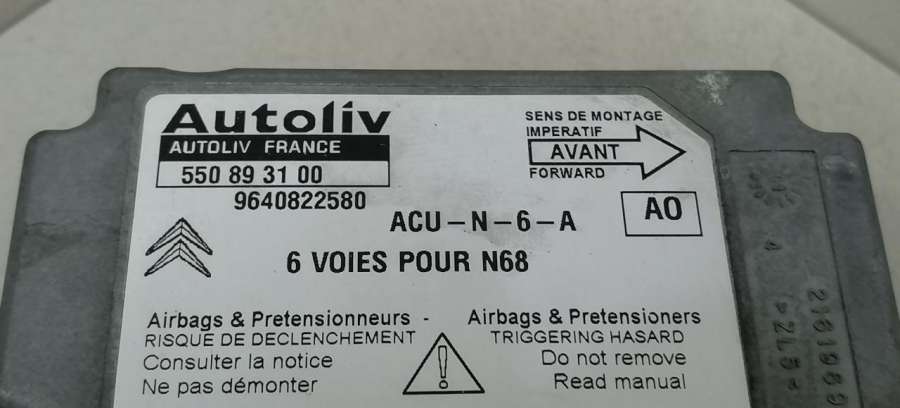 Autoliv
AUTOLIV FRANCE
550 89 31 00
9640822580
SENS DE MONTAGE
IMPERATIF
AVANT
FORWARD
ACU-N-6-A
A0
6 VOIES POUR N68
Airbags & Pretensionneurs -
RISQUE DE DECLENCHEMENT
Consulter la notice
Ne pas démonter
!
Airbags & Pretensioners
TRIGGERING HASARD
Do not remove
Read manual